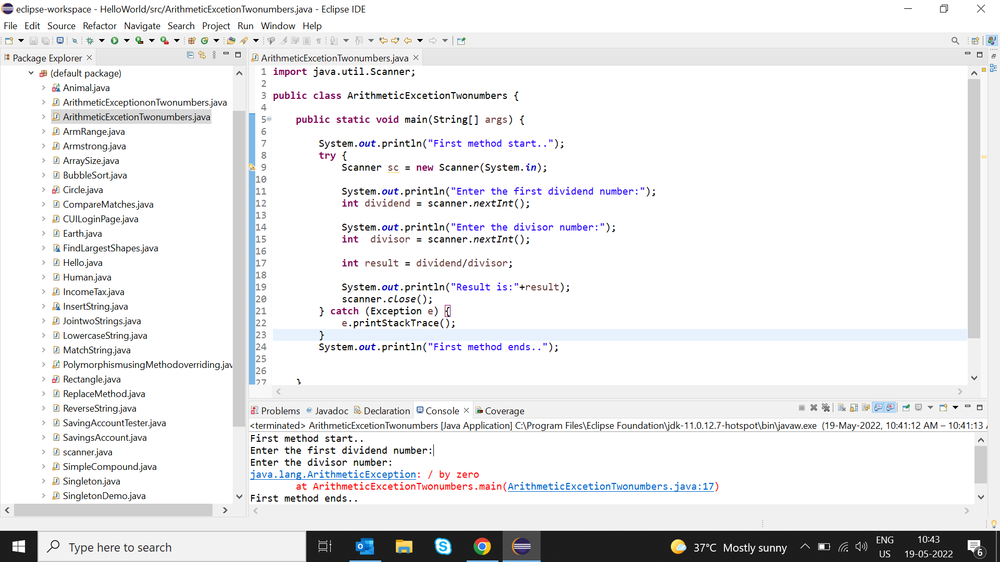 eclipse-workspace - HelloWorld/src/ArithmeticExcetionTwonumbers.java - Eclipse IDE
File Edit Source Refactor Navigate Search Project Run Window Help
Package Explorer
(default package)
Animal.java
ArithmeticExceptiononTwonumbers.java
ArithmeticExcetionTwonumbers.java
ArmRange.java
Armstrong.java
ArraySize.java
BubbleSort.java
Circle.java
CompareMatches.java
CUILoginPage.java
Earth.java
FindLargestShapes.java
Hello.java
Human.java
IncomeTax.java
InsertString.java
JointwoStrings.java
LowercaseString.java
MatchString.java
PolymorphismusingMethodoverriding.jav
Rectangle.java
ReplaceMethod.java
ReverseString.java
SavingAccountTester.java
SavingsAccount.java
scanner.java
SimpleCompound.java
Singleton.java
SingletonDemo.java
ArithmeticExcetionTwonumbers.java
1 import java.util.Scanner;
2
3 public class ArithmeticExcetionTwonumbers {
4
5 public static void main(String[] args) {
6
7 System.out.println("First method start..");
8 try {
9 Scanner sc = new Scanner(System.in);
10
11 System.out.println("Enter the first dividend number:");
12 int dividend = scanner.nextInt();
13
14 System.out.println("Enter the divisor number:");
15 int  divisor = scanner.nextInt();
16
17 int result = dividend/divisor;
18
19 System.out.println("Result is:"+result);
20 scanner.close();
21 } catch (Exception e) {
22 e.printStackTrace();
23 }
24 System.out.println("First method ends..");
25
26
27 }
Problems Javadoc Declaration Console Coverage
<terminated> ArithmeticExcetionTwonumbers [Java Application] C:\Program Files\Eclipse Foundation\jdk-11.0.12.7-hotspot\bin\javaw.exe (19-May-2022, 10:41:12 AM – 10:41:13
First method start..
Enter the first dividend number:
Enter the divisor number:
java.lang.ArithmeticException: / by zero
at ArithmeticExcetionTwonumbers.main(ArithmeticExcetionTwonumbers.java:17)
First method ends..
Type here to search
37°C Mostly sunny
ENG
US
10:43
19-05-2022
6